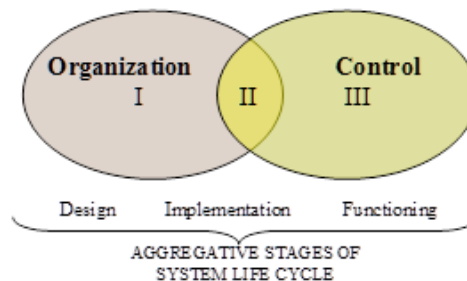 Organization Control
I II III
Design Implementation Functioning
AGGREGATIVE STAGES OF
SYSTEM LIFE CYCLE